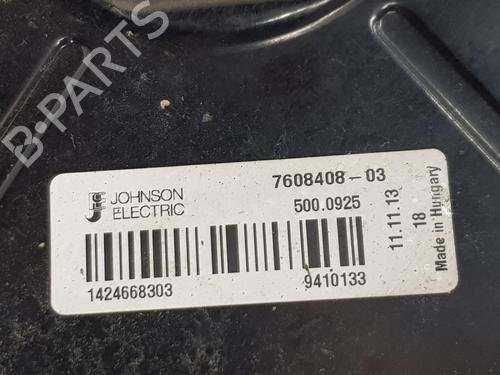 JOHNSON
ELECTRIC
7608408-03
500.0925
1424668303
9410133
11.11.13
18
Made in Hungary
B-PARTS